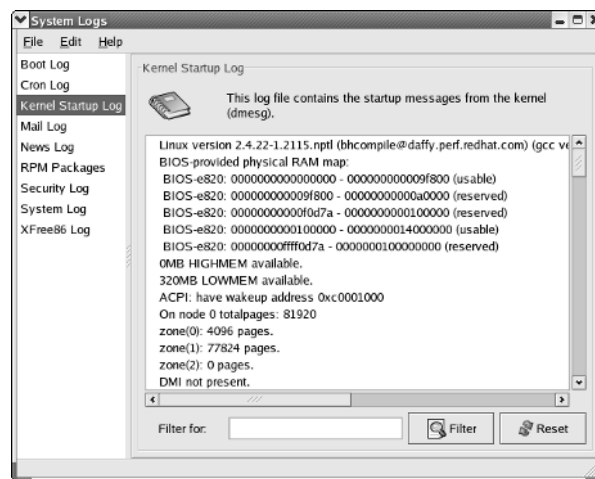 System Logs
File Edit Help
Boot Log
Cron Log
Kernel Startup Log
Mail Log
News Log
RPM Packages
Security Log
System Log
XFree86 Log
Kernel Startup Log
This log file contains the startup messages from the kernel
(dmesg).
Linux version 2.4.22-1.2115.nptl (bhcompile@daffy.perf.redhat.com) (gcc ve
BIOS-provided physical RAM map:
BIOS-e820: 0000000000000000 - 000000000009f800 (usable)
BIOS-e820: 000000000009f800 - 00000000000a0000 (reserved)
BIOS-e820: 00000000000f0d7a - 0000000000100000 (reserved)
BIOS-e820: 0000000000100000 - 0000000014000000 (usable)
BIOS-e820: 00000000ffff0d7a - 0000000100000000 (reserved)
0MB HIGHMEM available.
320MB LOWMEM available.
ACPI: have wakeup address 0xc0001000
On node 0 totalpages: 81920
zone(0): 4096 pages.
zone(1): 77824 pages.
zone(2): 0 pages.
DMI not present.
Filter for:
Filter
Reset